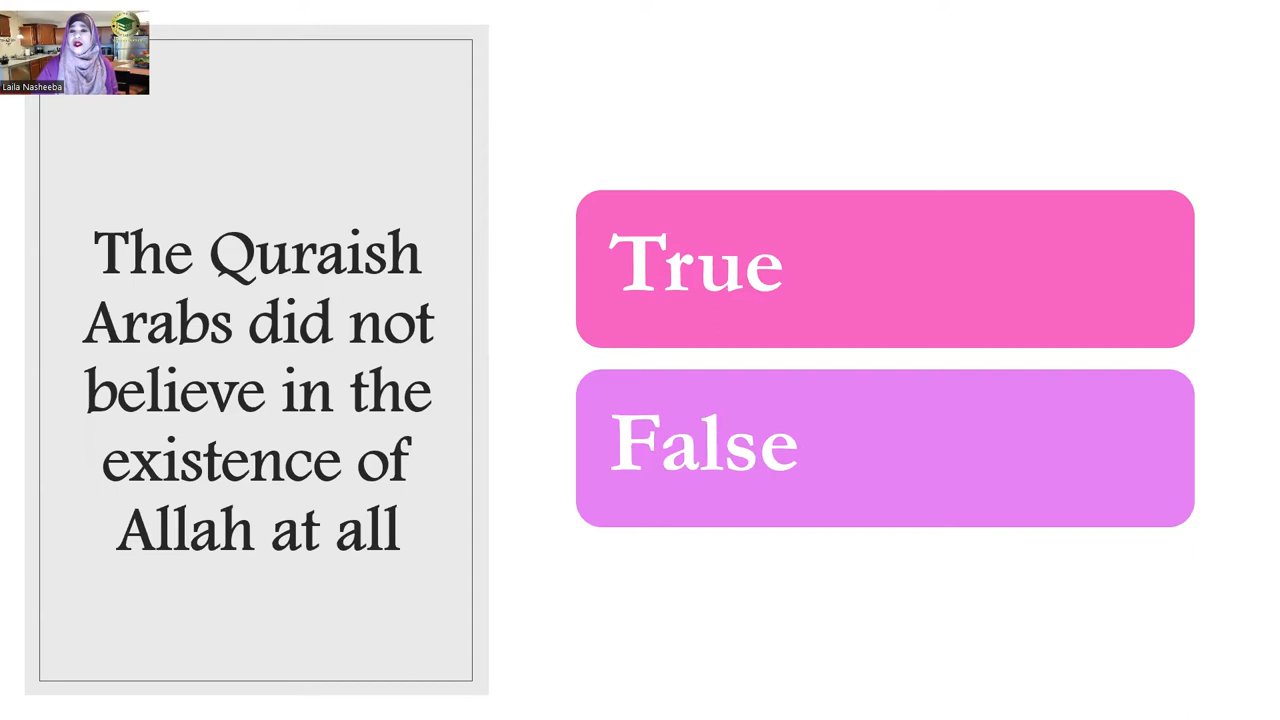 Laila Nasheeba
The Quraish
Arabs did not
believe in the
existence of
Allah at all
True
False